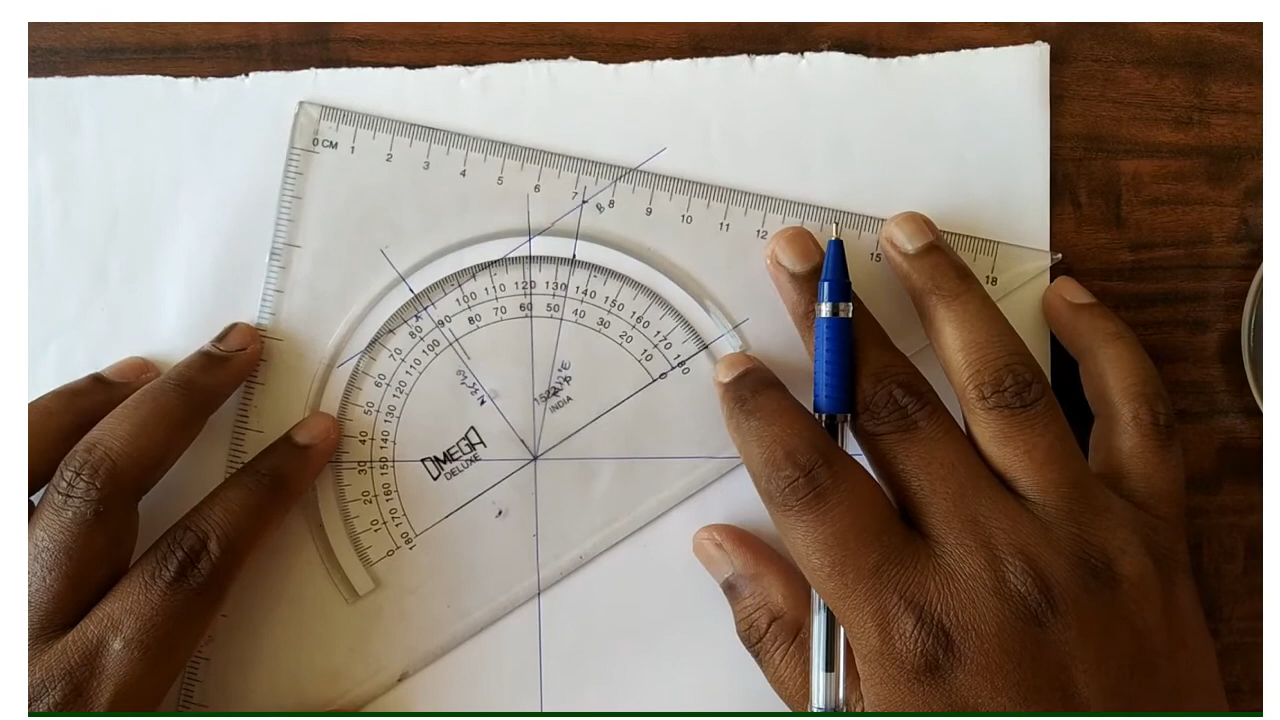 0 CM 1 2 3 4 5 6 7 8 9 10 11 12 15 18
B
0 10 20 30 40 50 60 70 80 90 100 110 120 130 140 150 160 170 180
180 170 160 150 140 130 120 110 100 80 70 60 50 40 30 20 10 0
OMEGA
DELUXE
INDIA